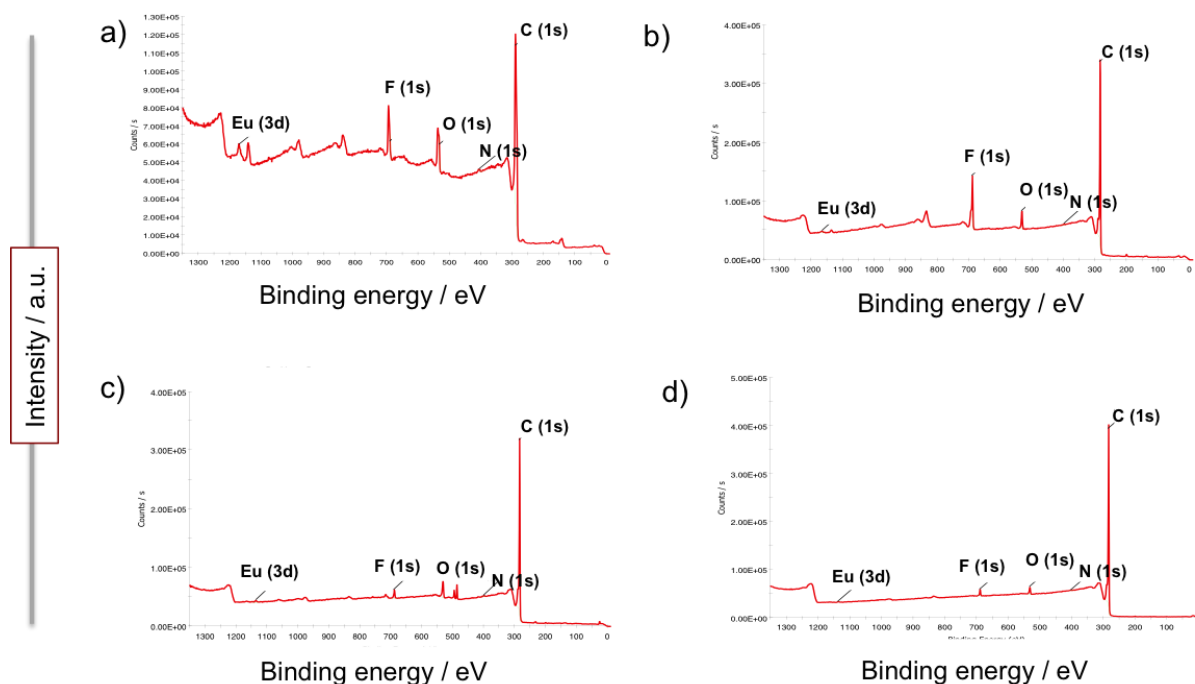 Intensity / a.u.
a)
1.30E+05
1.20E+05
1.10E+05
1.00E+05
9.00E+04
8.00E+04
7.00E+04
6.00E+04
5.00E+04
4.00E+04
3.00E+04
2.00E+04
1.00E+04
0.00E+00
Counts / s
C (1s)
F (1s)
Eu (3d)
O (1s)
N (1s)
1300 1200 1100 1000 900 800 700 600 500 400 300 200 100 0
Binding energy / eV
b)
4.00E+05
3.00E+05
2.00E+05
1.00E+05
0.00E+00
Counts / s
C (1s)
F (1s)
O (1s)
N (1s)
Eu (3d)
1300 1200 1100 1000 900 800 700 600 500 400 300 200 100 0
Binding energy / eV
c)
4.00E+05
3.00E+05
2.00E+05
1.00E+05
0.00E+00
Counts / s
C (1s)
F (1s)
O (1s)
N (1s)
Eu (3d)
1300 1200 1100 1000 900 800 700 600 500 400 300 200 100 0
Binding energy / eV
d)
5.00E+05
4.00E+05
3.00E+05
2.00E+05
1.00E+05
0.00E+00
Counts / s
C (1s)
F (1s)
O (1s)
N (1s)
Eu (3d)
1300 1200 1100 1000 900 800 700 600 500 400 300 200 100
Binding energy / eV